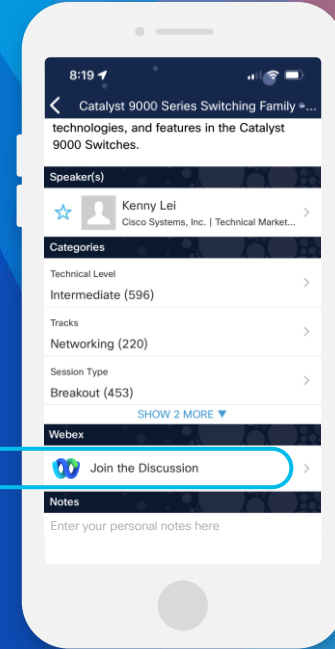 8:19
Catalyst 9000 Series Switching Family -...
technologies, and features in the Catalyst
9000 Switches.
Speaker(s)
Kenny Lei
Cisco Systems, Inc. | Technical Market...
Categories
Technical Level
Intermediate (596)
Tracks
Networking (220)
Session Type
Breakout (453)
SHOW 2 MORE ▼
Webex
Join the Discussion
Notes
Enter your personal notes here